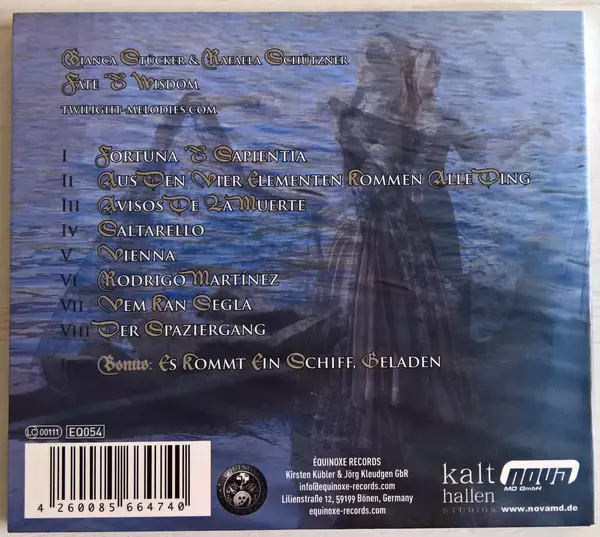 Bianca Stücker & Rafaela Schützner
Fate & Wisdom
twilight-melodies.com
I Fortuna & Sapientia
II Aus Den Vier Elementen Kommen Alle Ding
III Avisos De La Muerte
IV Saltarello
V Vienna
VI Rodrigo Martínez
VII Vem Kan Segla
VIII Der Spaziergang
I Bonus: Es Kommt Ein Schiff, Geladen
LC 00111 EQ054
4 260085 664740
EQUINOXE
EQUINOXE RECORDS
Kirsten Kübler & Jörg Kleudgen GbR
info@equinoxe-records.com
Lilienstraße 12, 59199 Bönen, Germany
equinoxe-records.com
kalt
hallen
STUDIOS
nova
MD GmbH
www.novamd.de